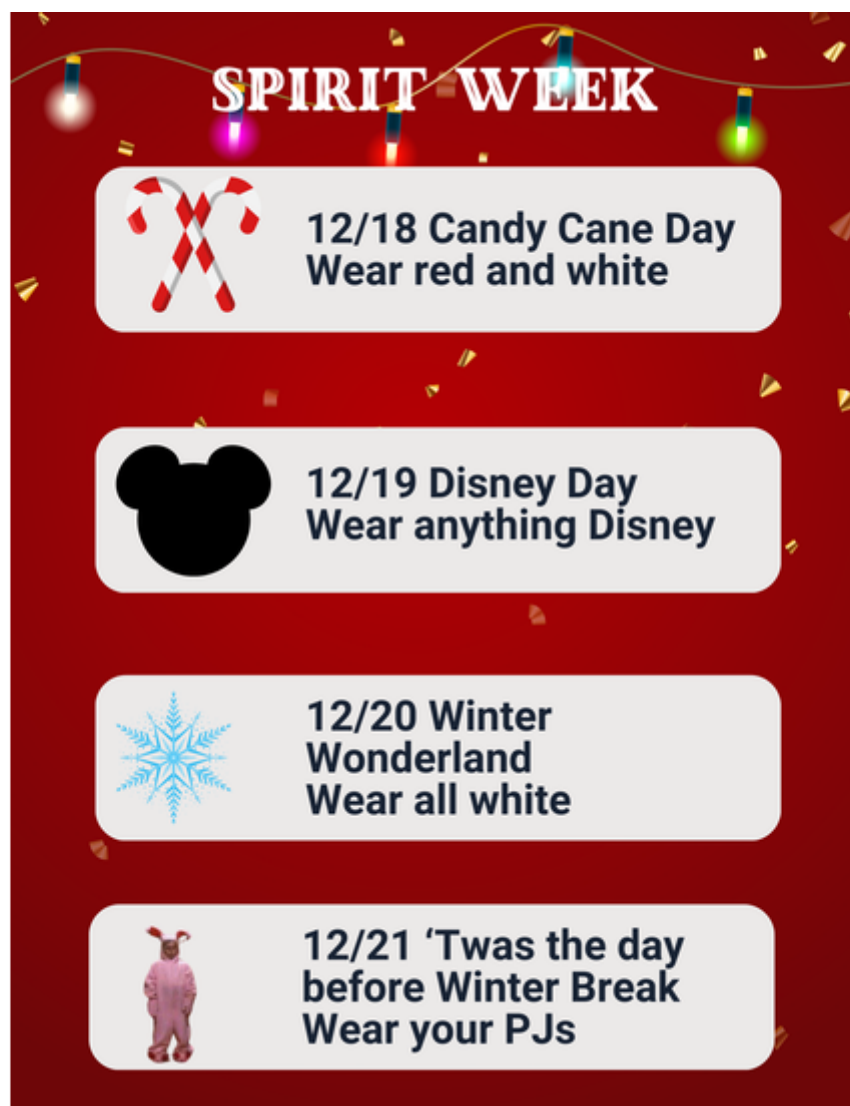 SPIRIT WEEK
12/18 Candy Cane Day
Wear red and white
12/19 Disney Day
Wear anything Disney
12/20 Winter
Wonderland
Wear all white
12/21 ‘Twas the day
before Winter Break
Wear your PJs